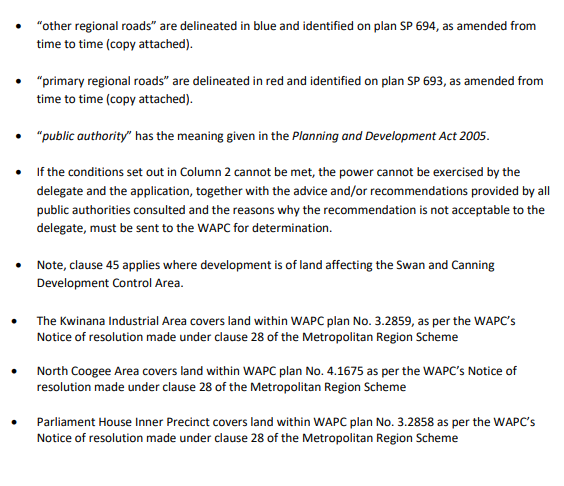 • “other regional roads” are delineated in blue and identified on plan SP 694, as amended from
time to time (copy attached).
• “primary regional roads” are delineated in red and identified on plan SP 693, as amended from
time to time (copy attached).
• “public authority” has the meaning given in the Planning and Development Act 2005.
• If the conditions set out in Column 2 cannot be met, the power cannot be exercised by the
delegate and the application, together with the advice and/or recommendations provided by all
public authorities consulted and the reasons why the recommendation is not acceptable to the
delegate, must be sent to the WAPC for determination.
• Note, clause 45 applies where development is of land affecting the Swan and Canning
Development Control Area.
• The Kwinana Industrial Area covers land within WAPC plan No. 3.2859, as per the WAPC’s
Notice of resolution made under clause 28 of the Metropolitan Region Scheme
• North Coogee Area covers land within WAPC plan No. 4.1675 as per the WAPC’s Notice of
resolution made under clause 28 of the Metropolitan Region Scheme
• Parliament House Inner Precinct covers land within WAPC plan No. 3.2858 as per the WAPC’s
Notice of resolution made under clause 28 of the Metropolitan Region Scheme